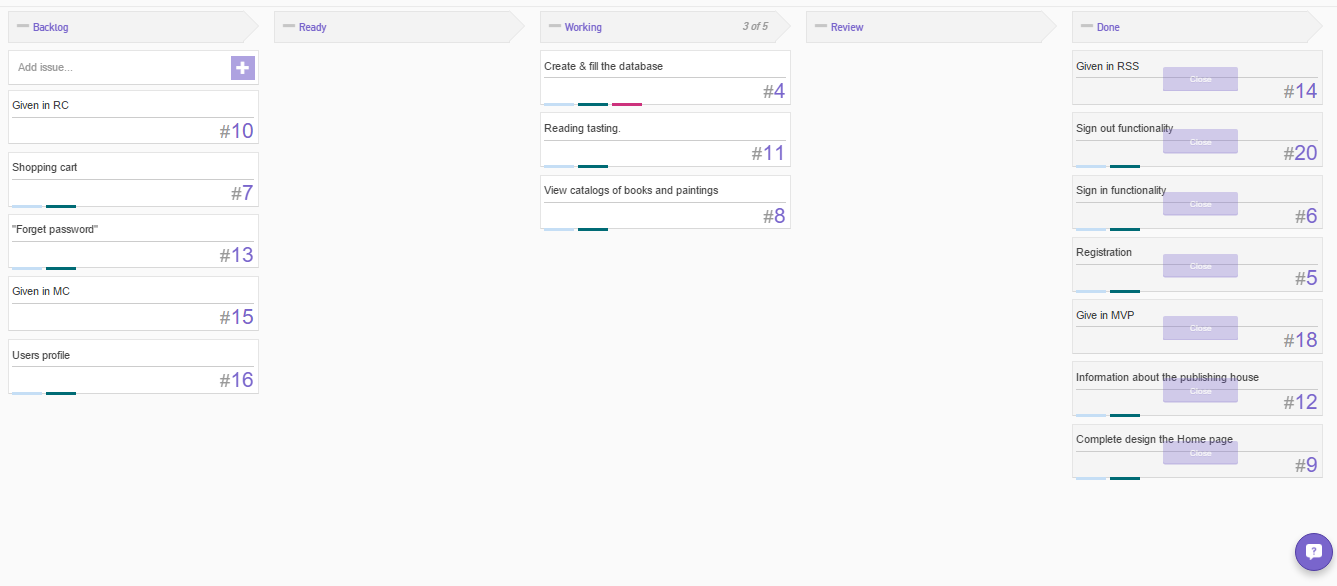 Backlog
Add issue...
Given in RC
#10
Shopping cart
#7
"Forget password"
#13
Given in MC
#15
Users profile
#16
Ready
Working
3 of 5
Create & fill the database
#4
Reading tasting.
#11
View catalogs of books and paintings
#8
Review
Done
Given in RSS
Close
#14
Sign out functionality
Close
#20
Sign in functionality
Close
#6
Registration
Close
#5
Give in MVP
Close
#18
Information about the publishing house
Close
#12
Complete design the Home page
Close
#9
?